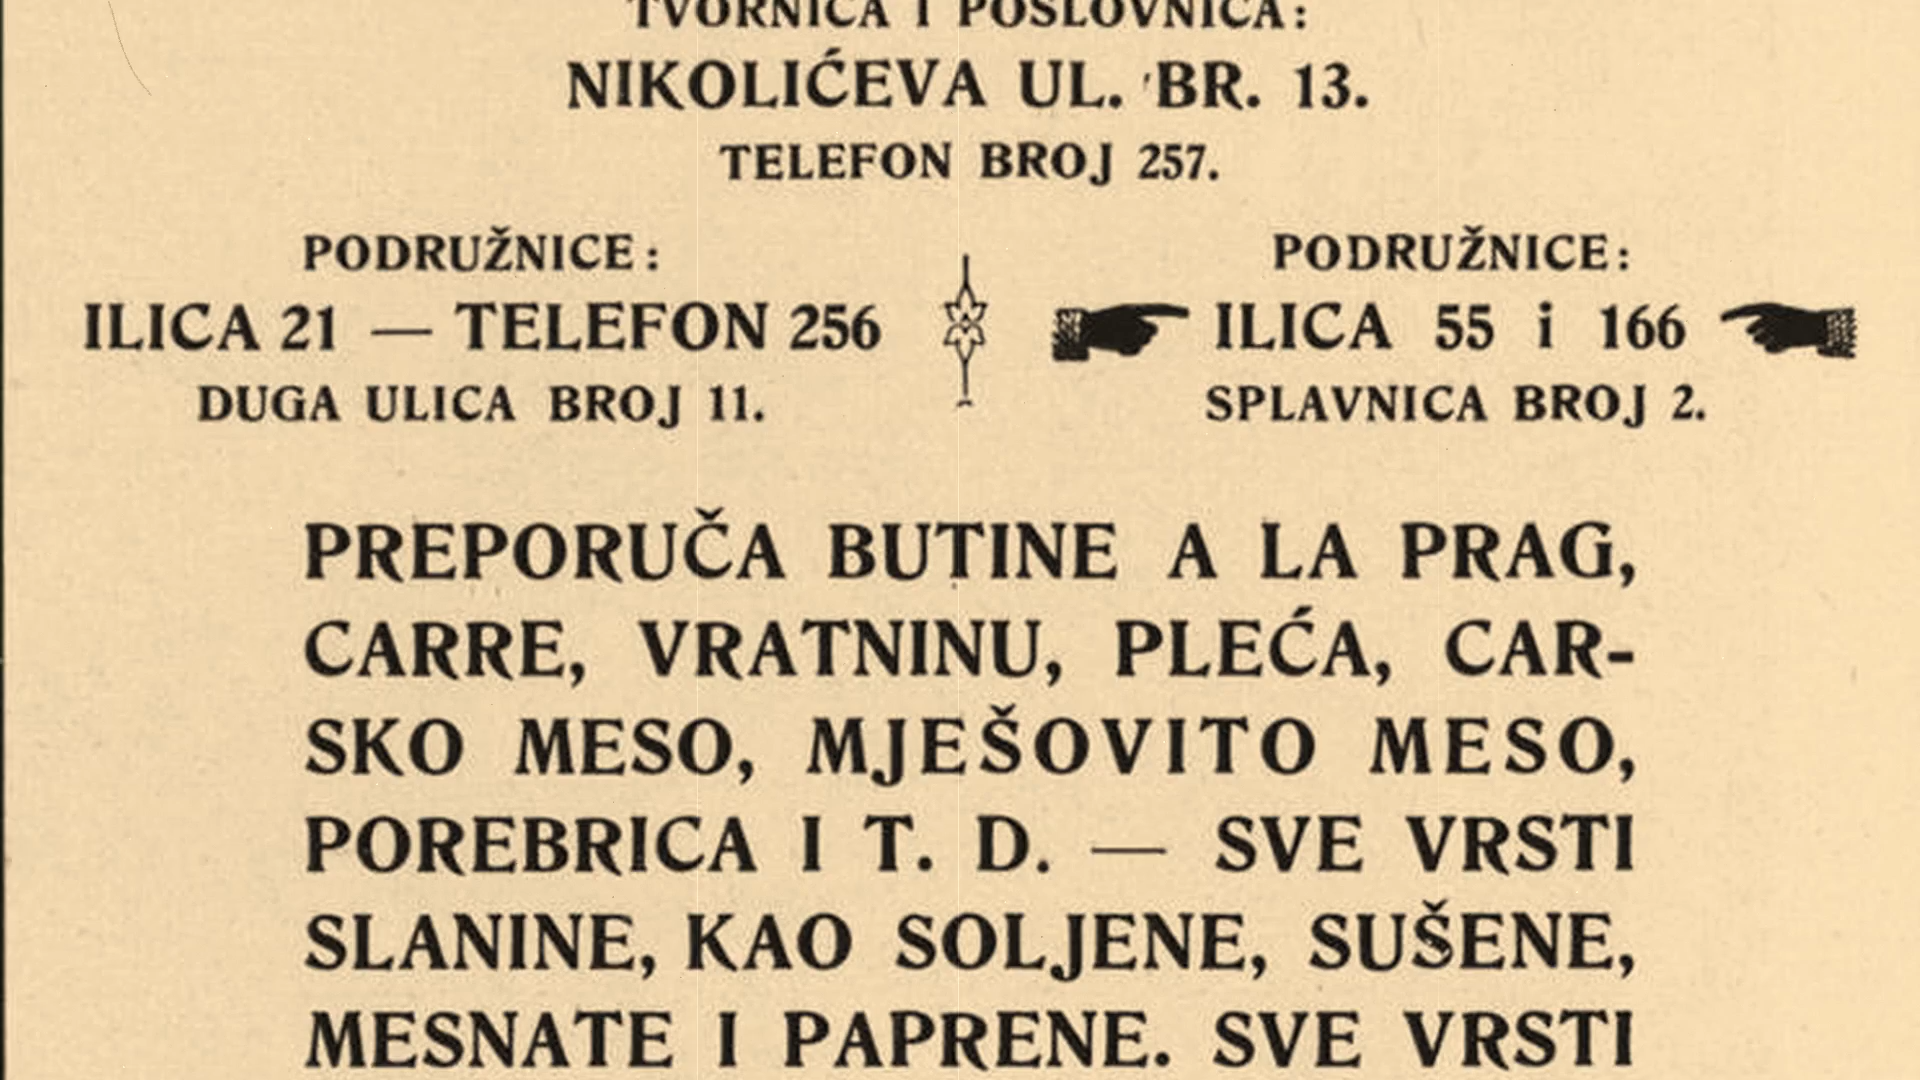 TVORNICA I POSLOVNICA:
NIKOLIĆEVA UL. BR. 13.
TELEFON BROJ 257.
PODRUŽNICE:
ILICA 21 — TELEFON 256
DUGA ULICA BROJ 11.
PODRUŽNICE:
ILICA 55 i 166
SPLAVNICA BROJ 2.
PREPORUČA BUTINE A LA PRAG,
CARRE, VRATNINU, PLEĆA, CAR-
SKO MESO, MJEŠOVITO MESO,
POREBRICA I T. D. — SVE VRSTI
SLANINE, KAO SOLJENE, SUŠENE,
MESNATE I PAPRENE. SVE VRSTI